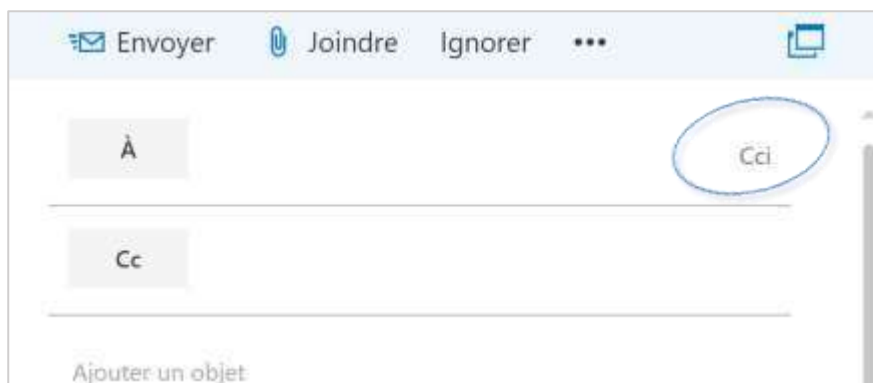 Envoyer Joindre Ignorer •••
À Cci
Cc
Ajouter un objet